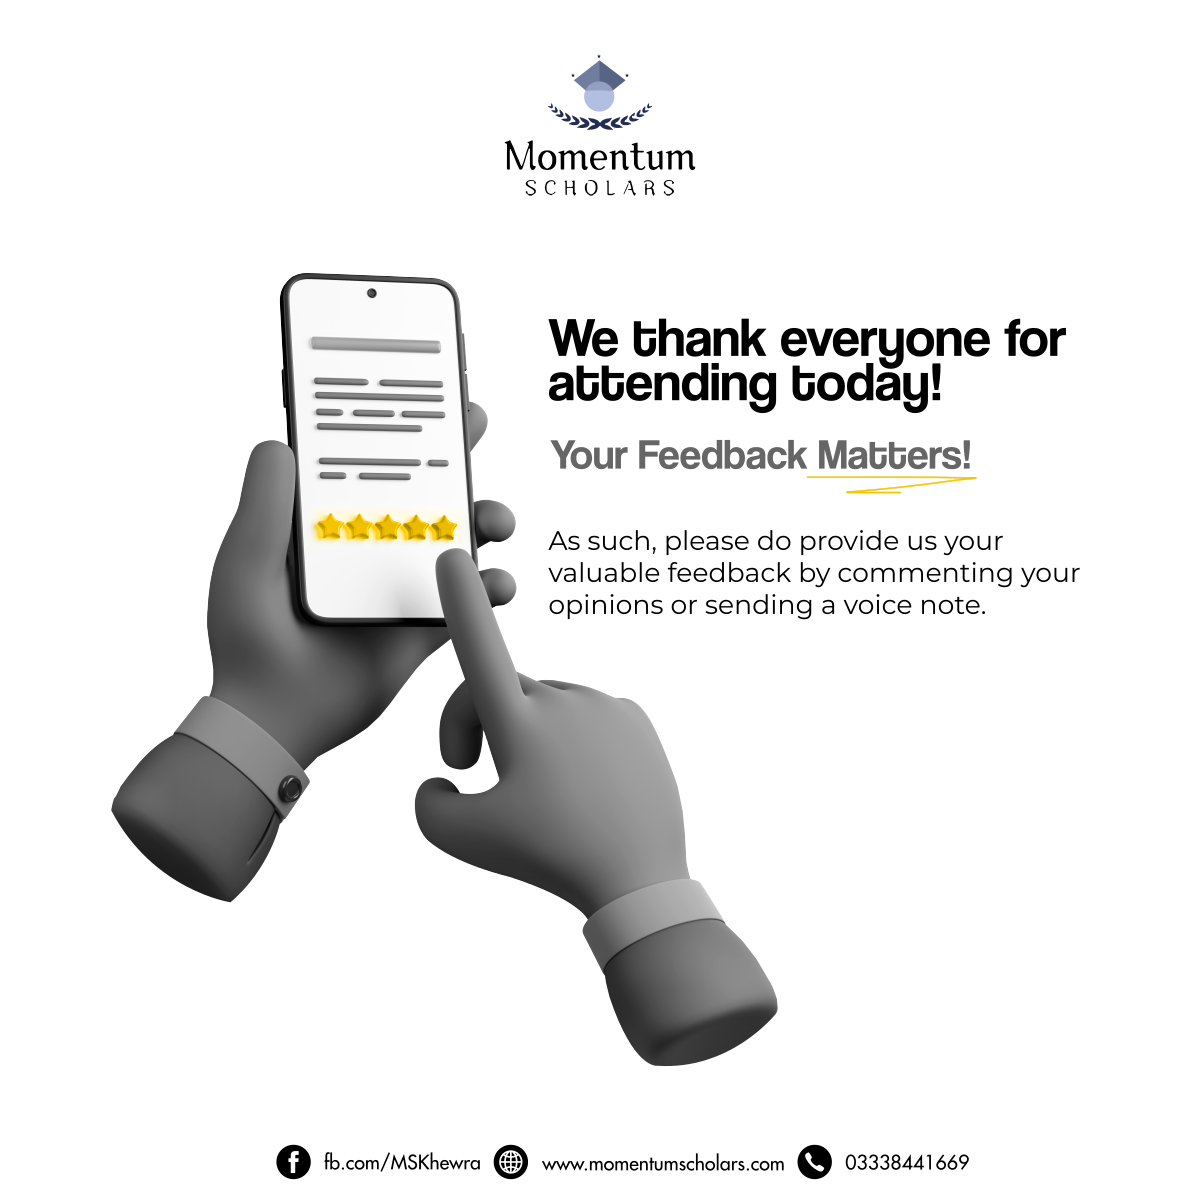 Momentum
SCHOLARS
We thank everyone for
attending today!
Your Feedback Matters!
As such, please do provide us your
valuable feedback by commenting your
opinions or sending a voice note.
fb.com/MSKhewra www.momentumscholars.com 03338441669